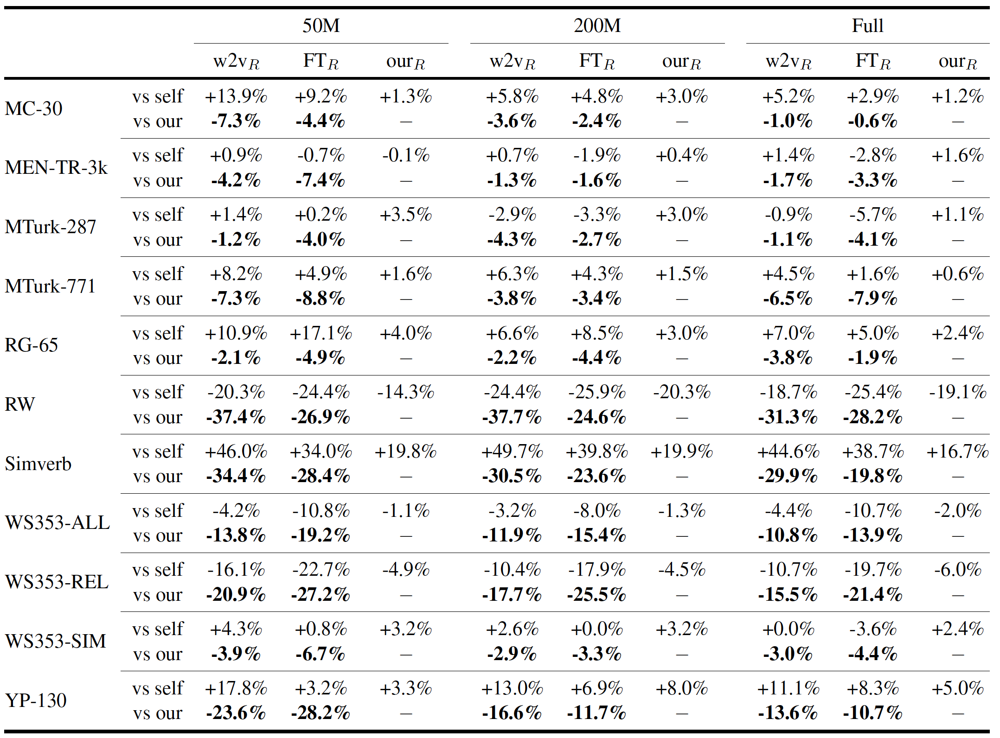 50M 200M Full
w2v_R FT_R our_R w2v_R FT_R our_R w2v_R FT_R our_R
MC-30
vs self +13.9% +9.2% +1.3% +5.8% +4.8% +3.0% +5.2% +2.9% +1.2%
vs our -7.3% -4.4% – -3.6% -2.4% – -1.0% -0.6% –
MEN-TR-3k
vs self +0.9% -0.7% -0.1% +0.7% -1.9% +0.4% +1.4% -2.8% +1.6%
vs our -4.2% -7.4% – -1.3% -1.6% – -1.7% -3.3% –
MTurk-287
vs self +1.4% +0.2% +3.5% -2.9% -3.3% +3.0% -0.9% -5.7% +1.1%
vs our -1.2% -4.0% – -4.3% -2.7% – -1.1% -4.1% –
MTurk-771
vs self +8.2% +4.9% +1.6% +6.3% +4.3% +1.5% +4.5% +1.6% +0.6%
vs our -7.3% -8.8% – -3.8% -3.4% – -6.5% -7.9% –
RG-65
vs self +10.9% +17.1% +4.0% +6.6% +8.5% +3.0% +7.0% +5.0% +2.4%
vs our -2.1% -4.9% – -2.2% -4.4% – -3.8% -1.9% –
RW
vs self -20.3% -24.4% -14.3% -24.4% -25.9% -20.3% -18.7% -25.4% -19.1%
vs our -37.4% -26.9% – -37.7% -24.6% – -31.3% -28.2% –
Simverb
vs self +46.0% +34.0% +19.8% +49.7% +39.8% +19.9% +44.6% +38.7% +16.7%
vs our -34.4% -28.4% – -30.5% -23.6% – -29.9% -19.8% –
WS353-ALL
vs self -4.2% -10.8% -1.1% -3.2% -8.0% -1.3% -4.4% -10.7% -2.0%
vs our -13.8% -19.2% – -11.9% -15.4% – -10.8% -13.9% –
WS353-REL
vs self -16.1% -22.7% -4.9% -10.4% -17.9% -4.5% -10.7% -19.7% -6.0%
vs our -20.9% -27.2% – -17.7% -25.5% – -15.5% -21.4% –
WS353-SIM
vs self +4.3% +0.8% +3.2% +2.6% +0.0% +3.2% +0.0% -3.6% +2.4%
vs our -3.9% -6.7% – -2.9% -3.3% – -3.0% -4.4% –
YP-130
vs self +17.8% +3.2% +3.3% +13.0% +6.9% +8.0% +11.1% +8.3% +5.0%
vs our -23.6% -28.2% – -16.6% -11.7% – -13.6% -10.7% –